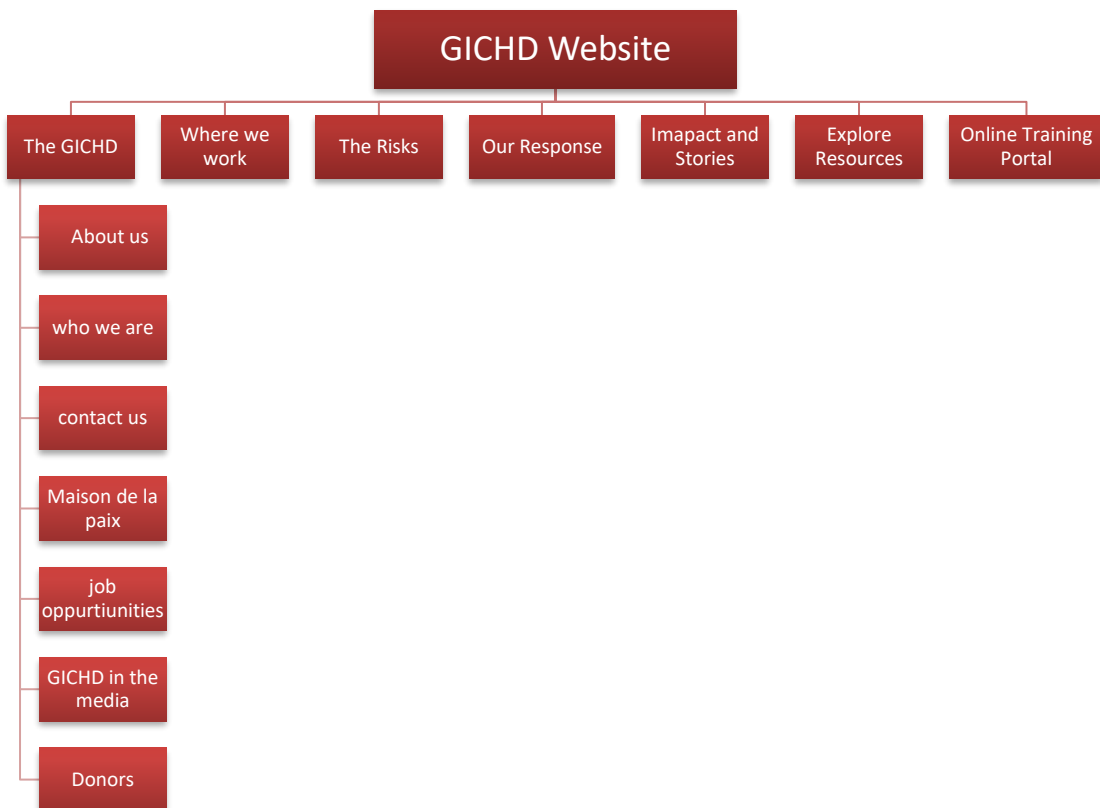 GICHD Website
The GICHD
Where we
work
The Risks
Our Response
Imapact and
Stories
Explore
Resources
Online Training
Portal
About us
who we are
contact us
Maison de la
paix
job
oppurtiunities
GICHD in the
media
Donors